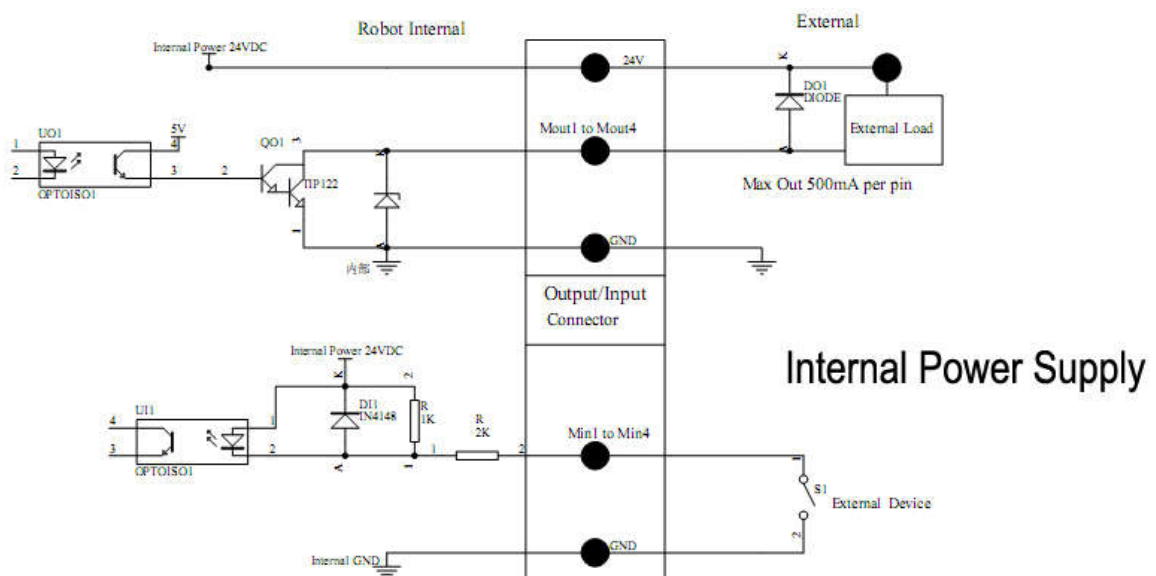 Robot Internal
External
Internal Power 24VDC
24V
K
DO1
DIODE
External Load
UO1
5V
1
4
2
3
OPTOISO1
2
QO1
3
TIP122
1
K
A
Mout1 to Mout4
A
Max Out 500mA per pin
GND
内部
Output/Input
Connector
Internal Power Supply
Internal Power 24VDC
K
2
UI1
4
1
3
2
OPTOISO1
DI1
IN4148
R
1K
A
1
R
2K
1
2
Min1 to Min4
1
S1
External Device
2
Internal GND
GND